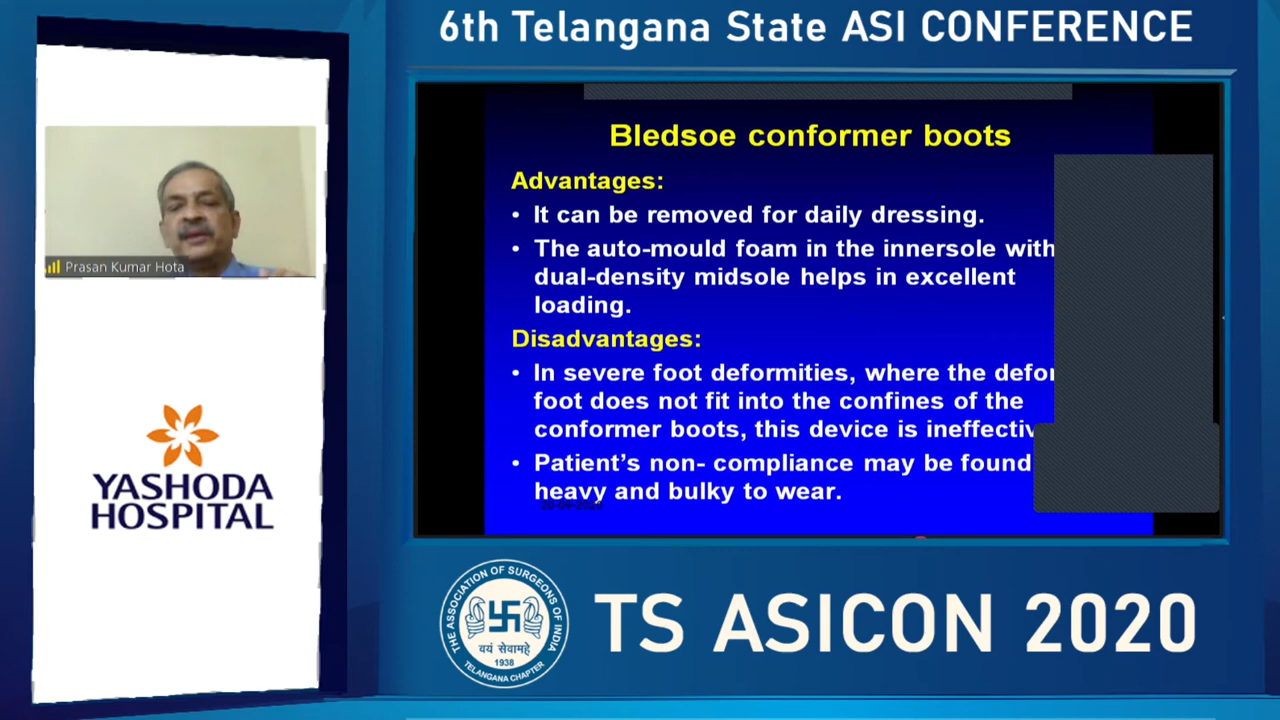 6th Telangana State ASI CONFERENCE
Prasan Kumar Hota
YASHODA
HOSPITAL
Bledsoe conformer boots
Advantages:
• It can be removed for daily dressing.
• The auto-mould foam in the innersole with
dual-density midsole helps in excellent
loading.
Disadvantages:
• In severe foot deformities, where the
foot does not fit into the confines of the
conformer boots, this device is
• Patient's non- compliance may be found
heavy and bulky to wear.
THE ASSOCIATION OF SURGEONS OF INDIA
वयं सेवामहे
1938
TELANGANA CHAPTER
TS ASICON 2020